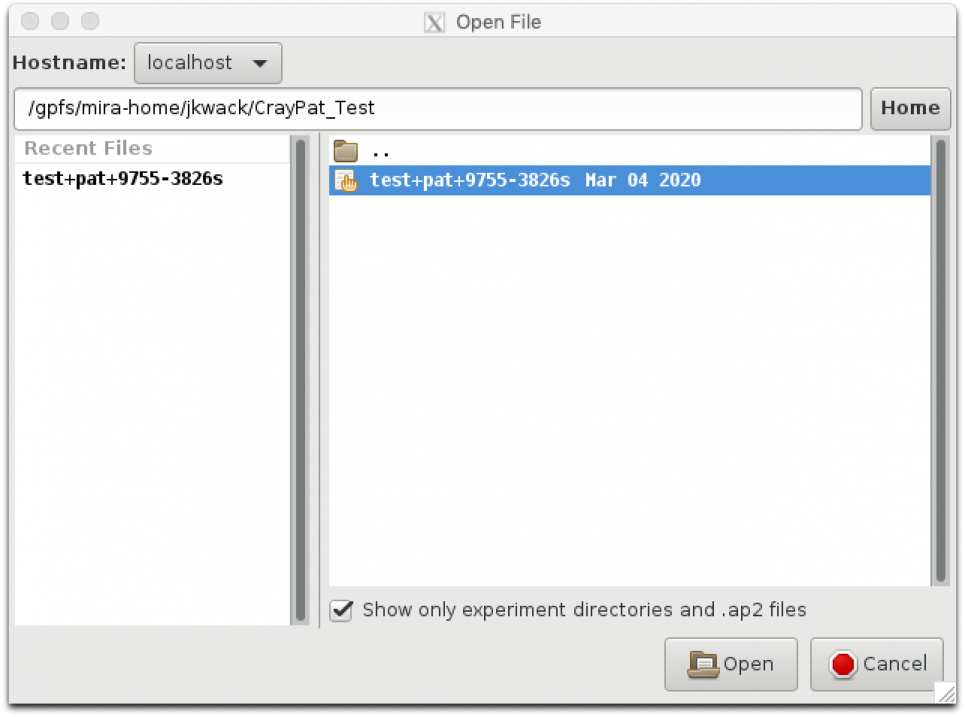 Open File
Hostname: localhost
/gpfs/mira-home/jkwack/CrayPat_Test Home
Recent Files
test+pat+9755-3826s
..
test+pat+9755-3826s Mar 04 2020
Show only experiment directories and .ap2 files
Open Cancel